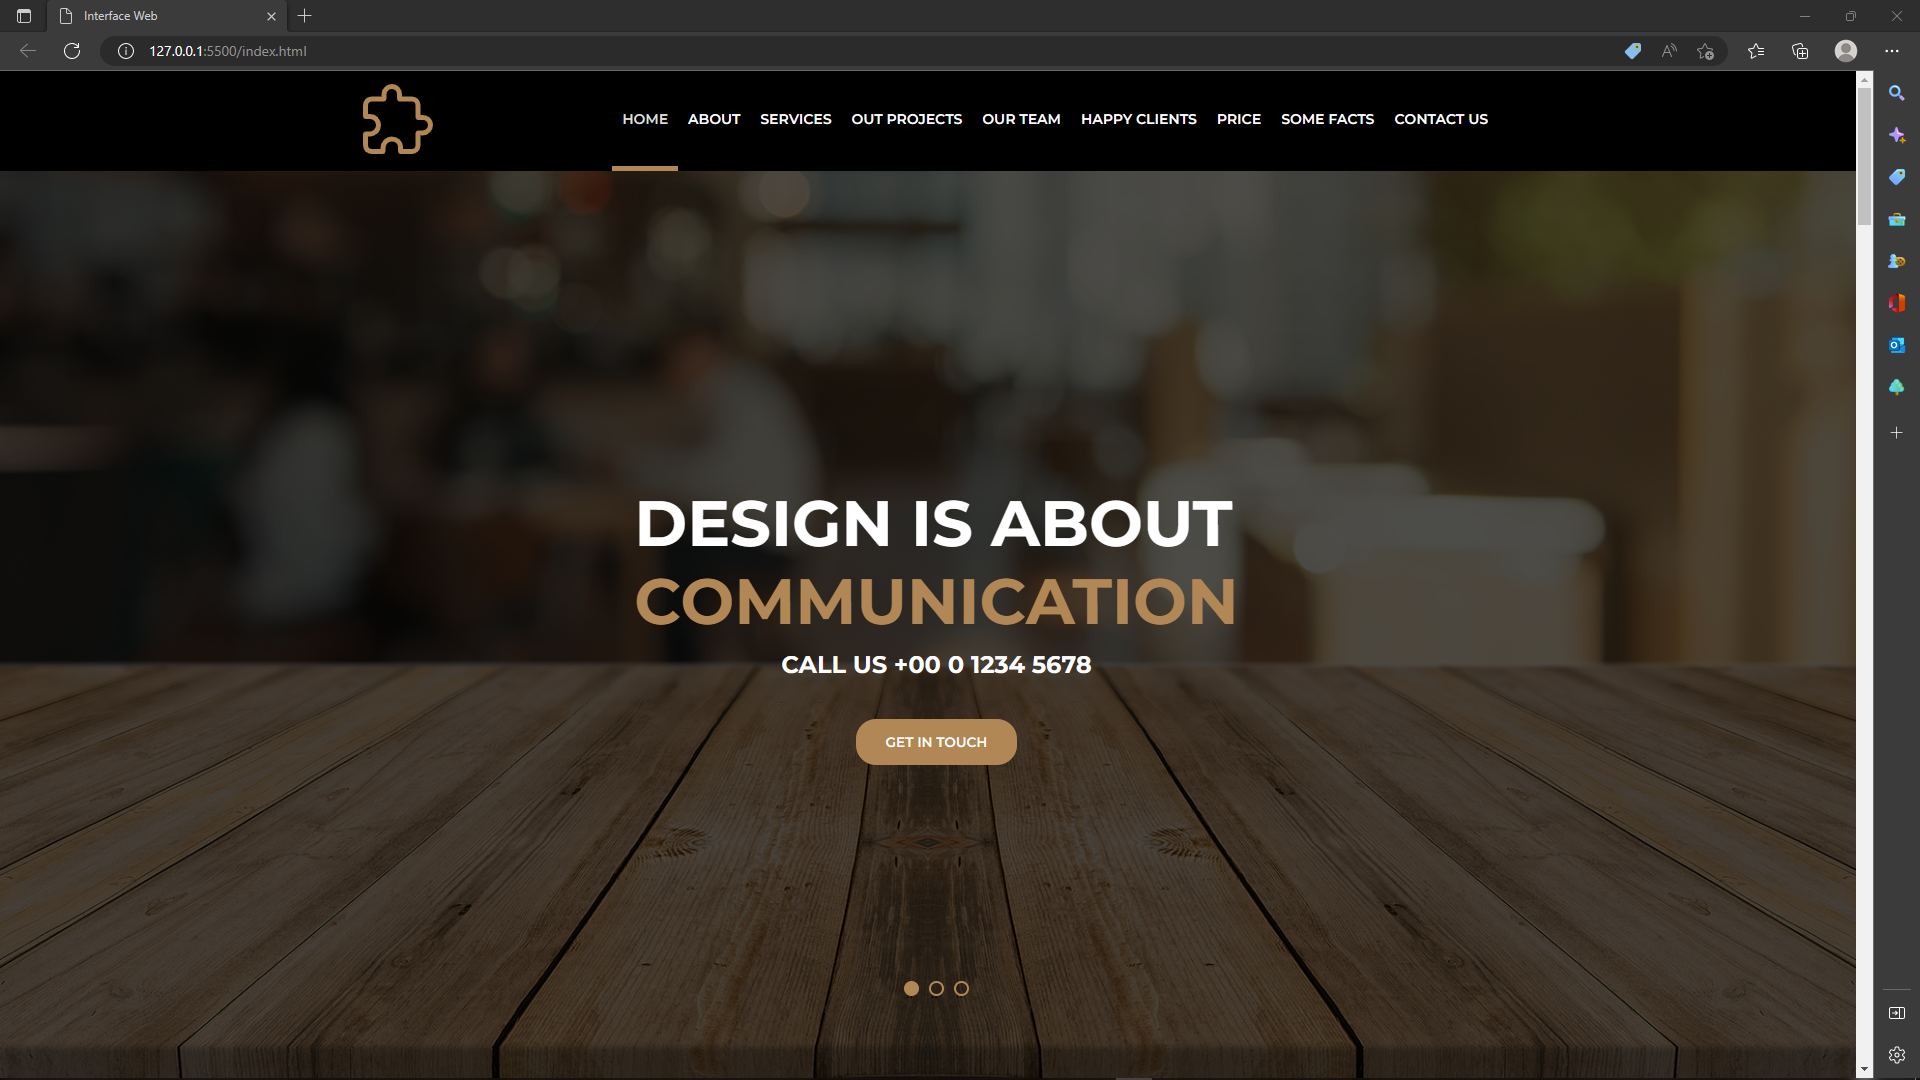 Interface Web
127.0.0.1:5500/index.html
HOME ABOUT SERVICES OUT PROJECTS OUR TEAM HAPPY CLIENTS PRICE SOME FACTS CONTACT US
DESIGN IS ABOUT
COMMUNICATION
CALL US +00 0 1234 5678
GET IN TOUCH